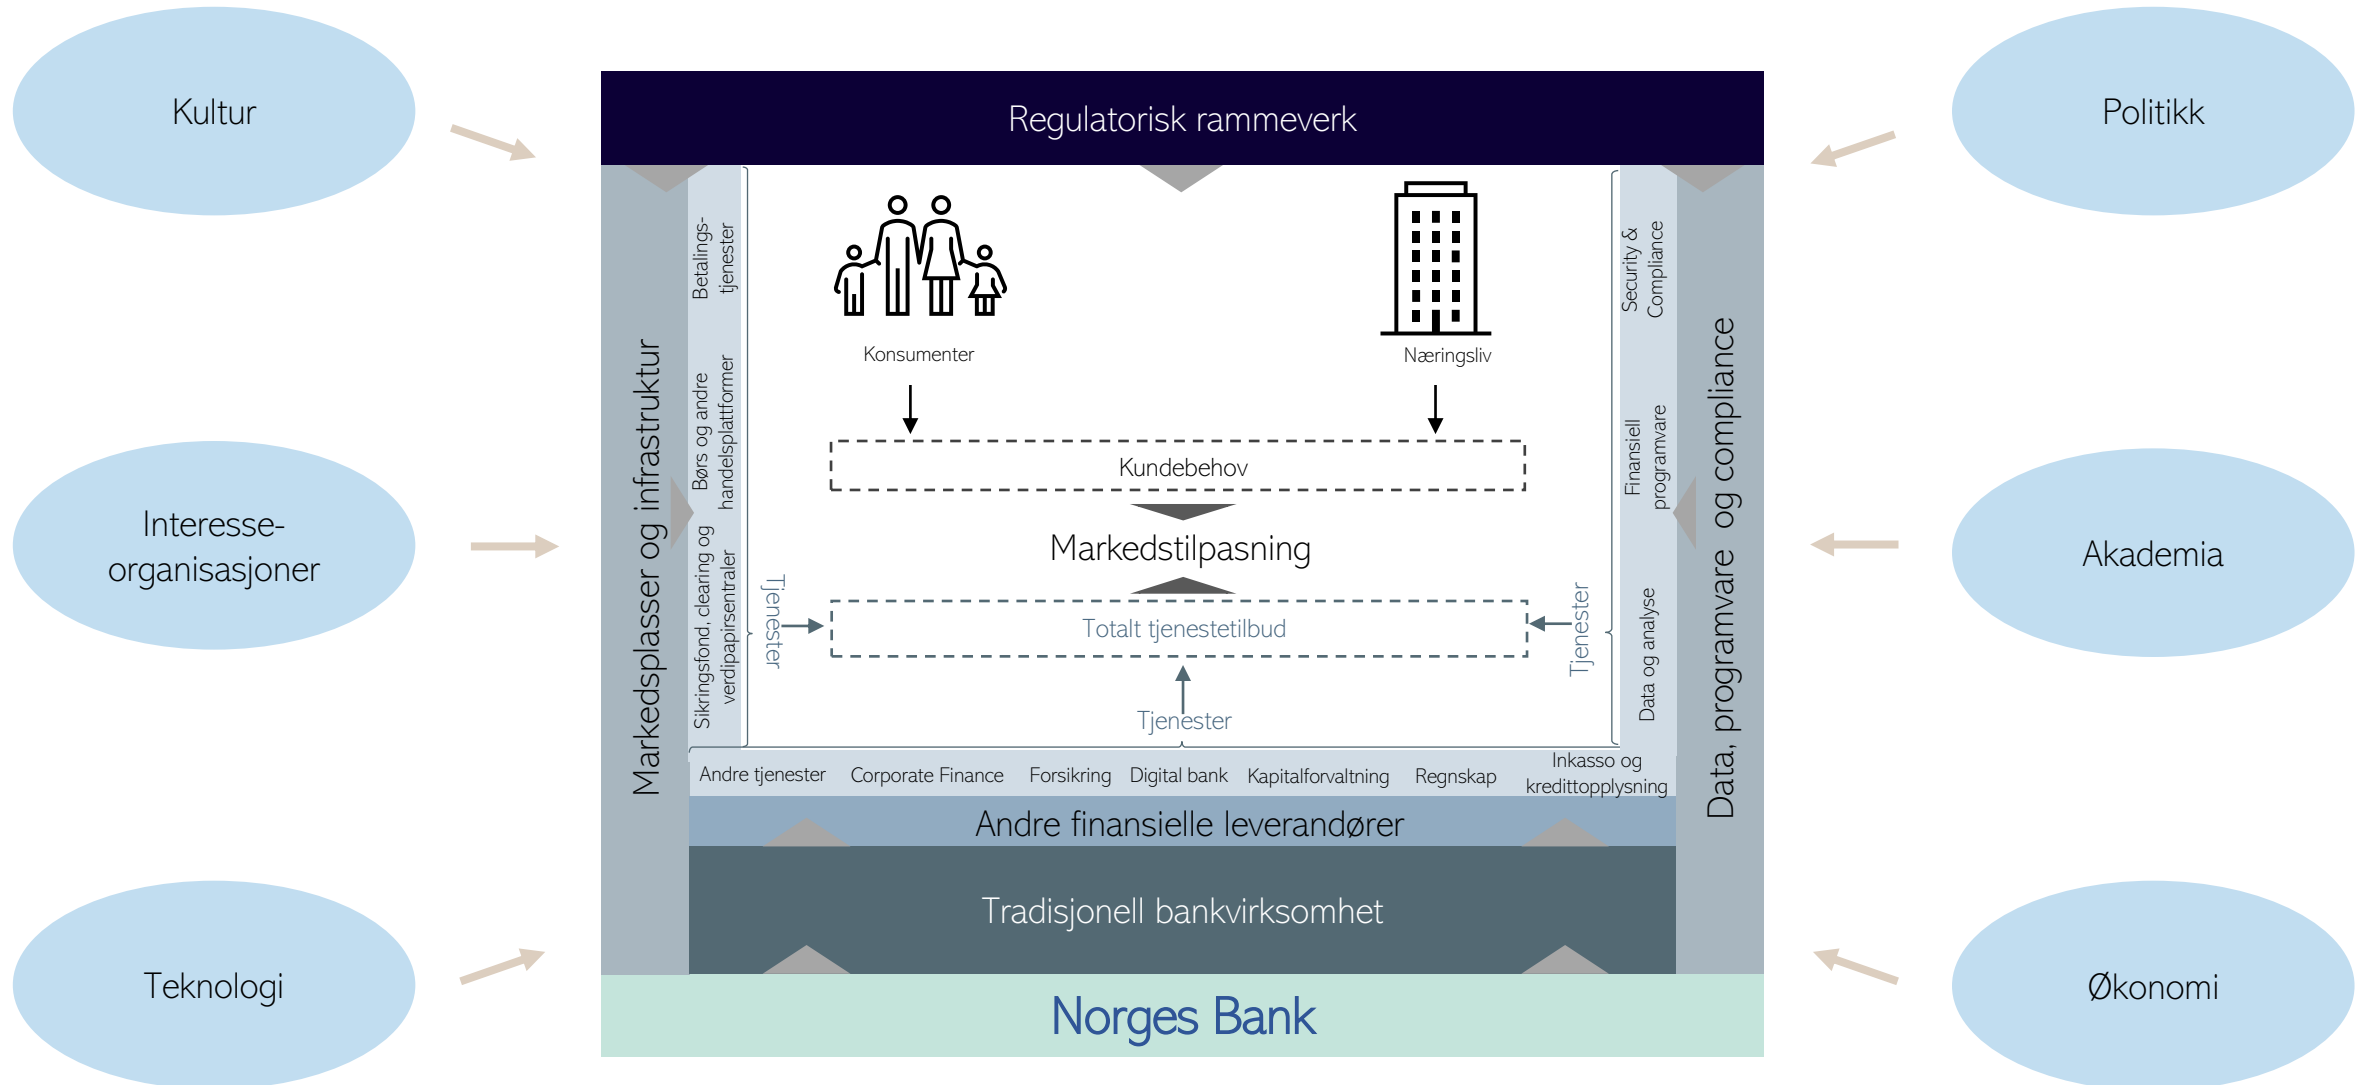 Kultur
Politikk
Regulatorisk rammeverk
Betalings-
tjenester
Security &
Compliance
Konsumenter
Næringsliv
Markedsplasser og infrastruktur
Børs og andre
handelsplattformer
Finansiell
programvare
Data, programvare og compliance
Kundebehov
Interesse-
organisasjoner
Markedstilpasning
Akademia
Sikringsfond, clearing og
verdipapirsentraler
Tjenester
Totalt tjenestetilbud
Tjenester
Data og analyse
Tjenester
Andre tjenester
Corporate Finance
Forsikring
Digital bank
Kapitalforvaltning
Regnskap
Inkasso og
kredittopplysning
Andre finansielle leverandører
Tradisjonell bankvirksomhet
Teknologi
Økonomi
Norges Bank